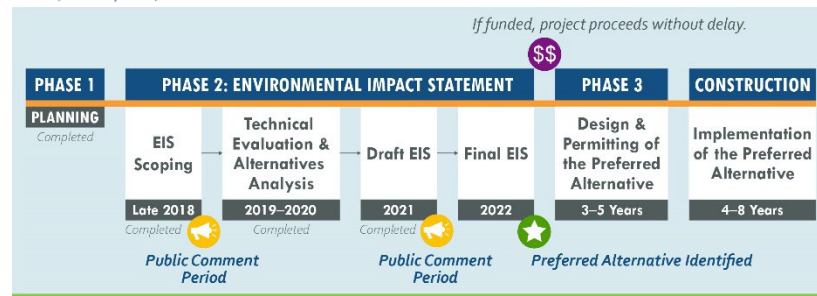 If funded, project proceeds without delay.
$$
PHASE 1
PHASE 2: ENVIRONMENTAL IMPACT STATEMENT
PHASE 3
CONSTRUCTION
PLANNING
Completed
EIS
Scoping
Late 2018
Completed
Technical
Evaluation &
Alternatives
Analysis
2019–2020
Completed
Draft EIS
2021
Completed
Final EIS
2022
Design &
Permitting of
the Preferred
Alternative
3–5 Years
Implementation
of the Preferred
Alternative
4–8 Years
Public Comment
Period
Public Comment
Period
Preferred Alternative Identified